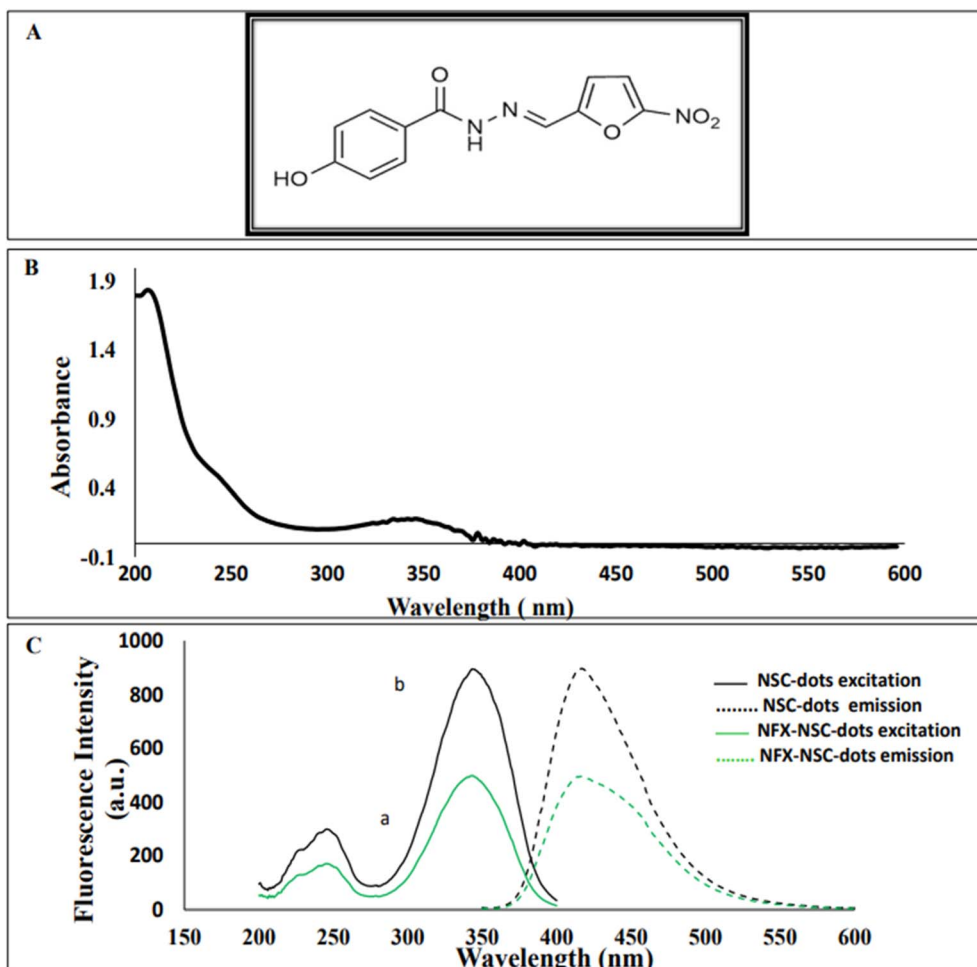 A
O
N
N
H
O
NO2
HO
B
1.9
1.4
0.9
0.4
-0.1
200 250 300 350 400 450 500 550 600
Absorbance
Wavelength ( nm)
C
1000
800
600
400
200
0
150 200 250 300 350 400 450 500 550 600
Fluorescence Intensity
(a.u.)
Wavelength (nm)
b
a
NSC-dots excitation
NSC-dots emission
NFX-NSC-dots excitation
NFX-NSC-dots emission